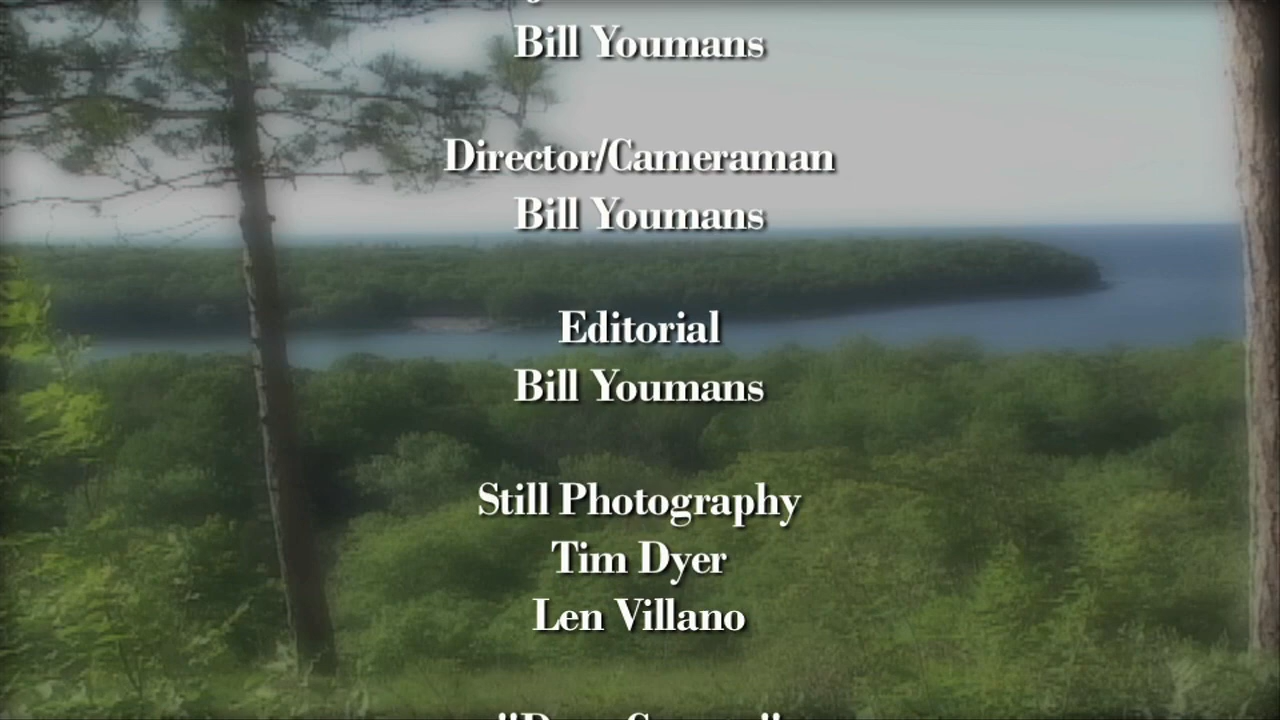 Bill Youmans
Director/Cameraman
Bill Youmans
Editorial
Bill Youmans
Still Photography
Tim Dyer
Len Villano